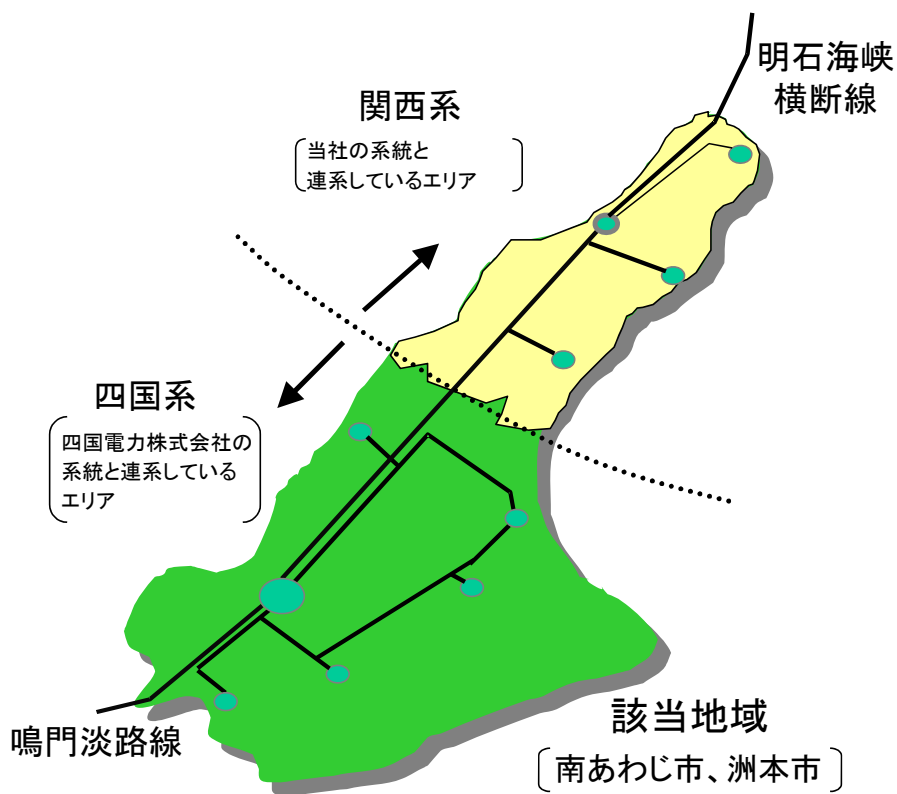 明石海峡
横断線
関西系
当社の系統と
連系しているエリア
四国系
四国電力株式会社の
系統と連系している
エリア
鳴門淡路線
該当地域
南あわじ市、洲本市